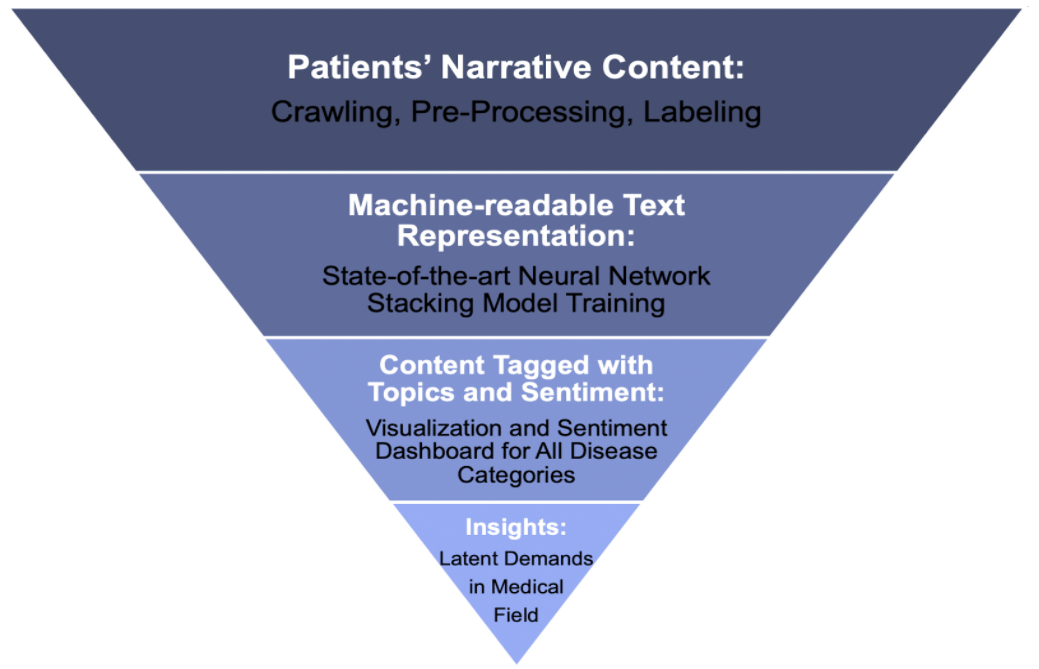 Patients’ Narrative Content:
Crawling, Pre-Processing, Labeling
Machine-readable Text
Representation:
State-of-the-art Neural Network
Stacking Model Training
Content Tagged with
Topics and Sentiment:
Visualization and Sentiment
Dashboard for All Disease
Categories
Insights:
Latent Demands
in Medical
Field